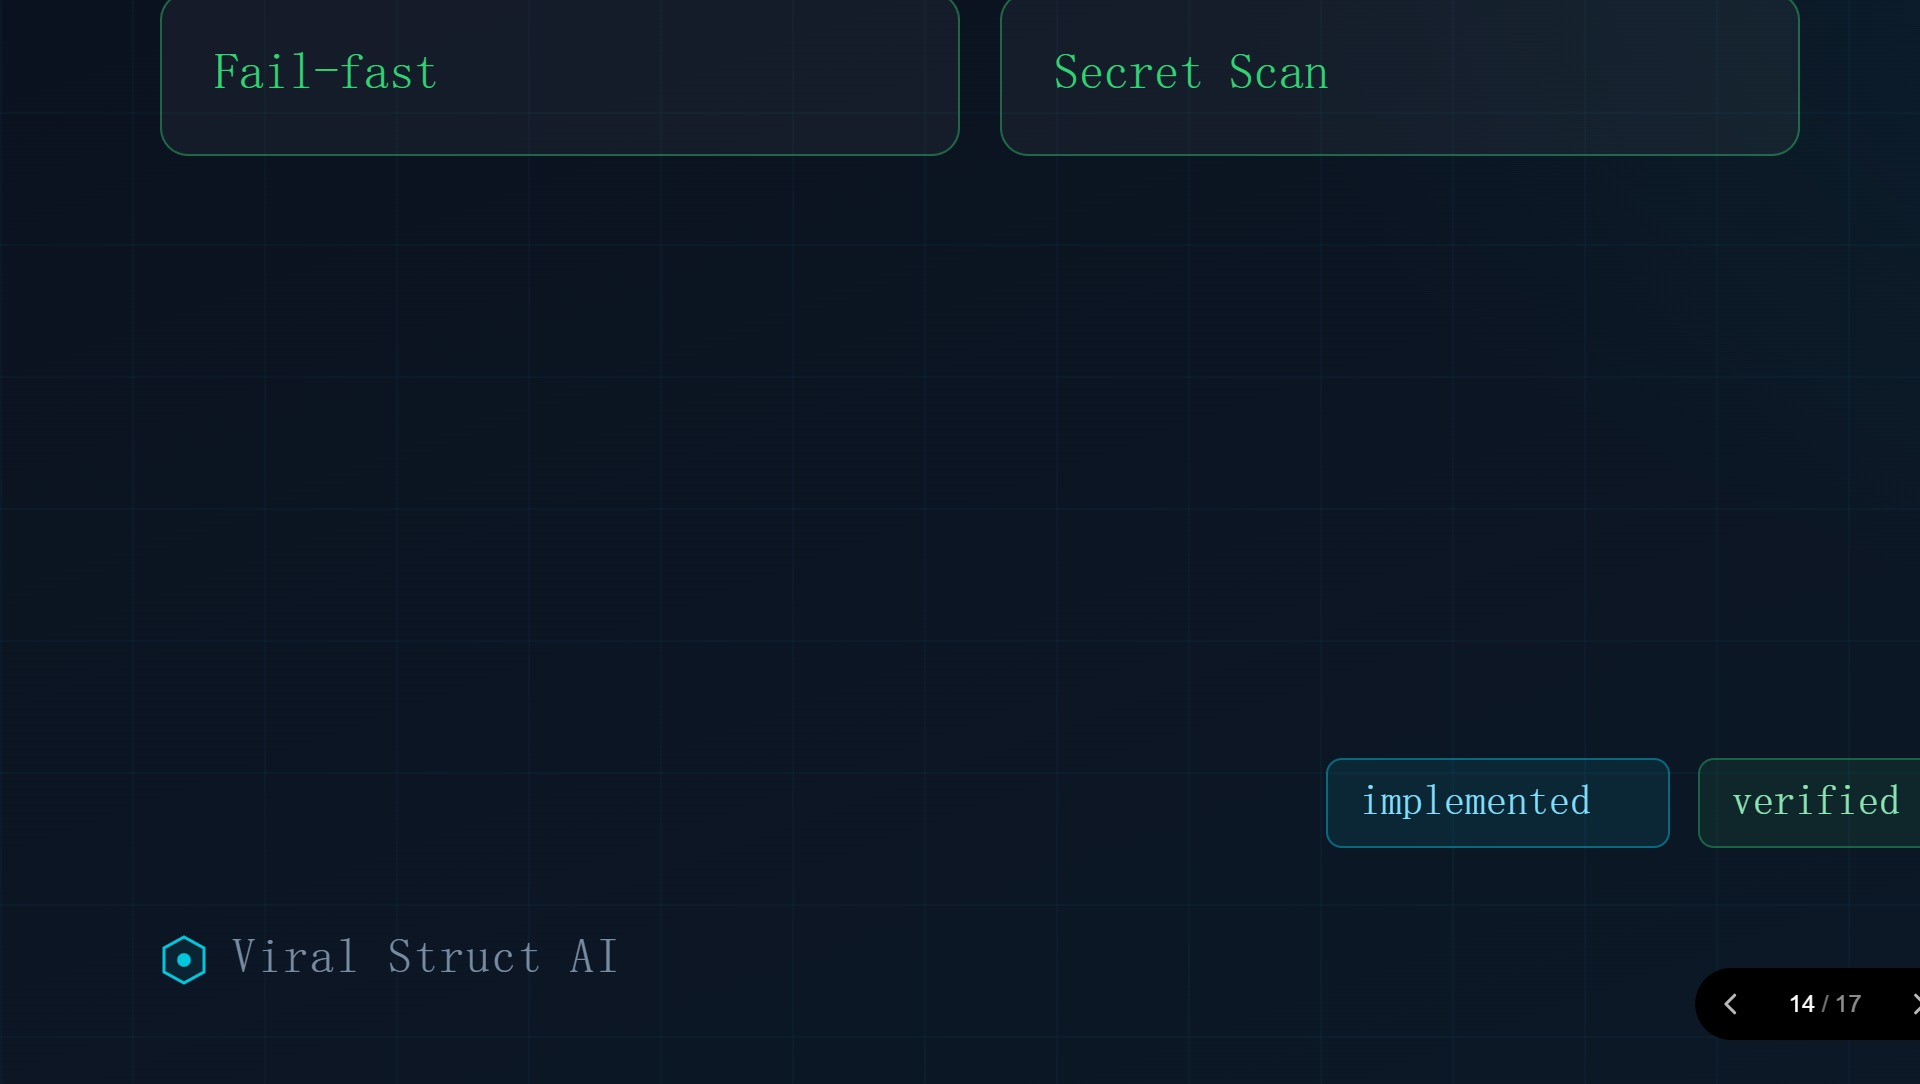 Fail-fast
Secret Scan
implemented
verified
Viral Struct AI
14 / 17